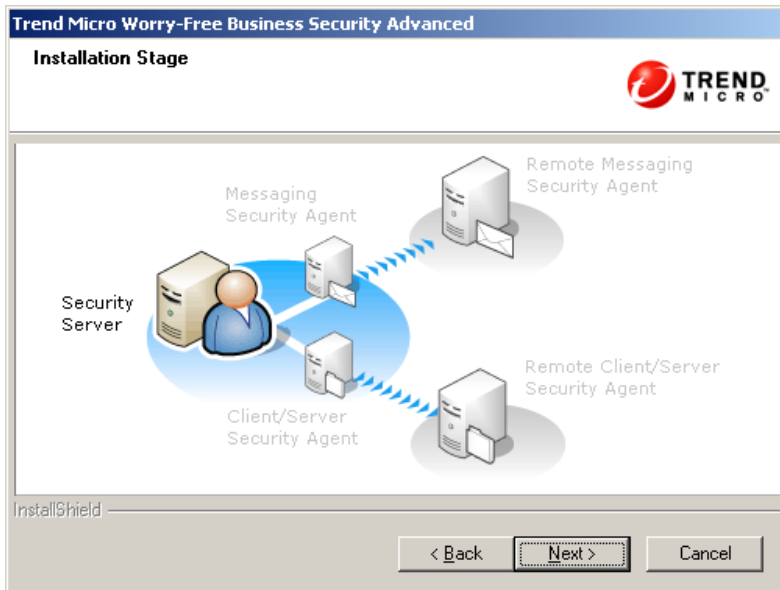 Trend Micro Worry-Free Business Security Advanced
Installation Stage
TREND
MICRO
Remote Messaging
Security Agent
Messaging
Security Agent
Security
Server
Remote Client/Server
Security Agent
Client/Server
Security Agent
InstallShield
< Back
Next >
Cancel